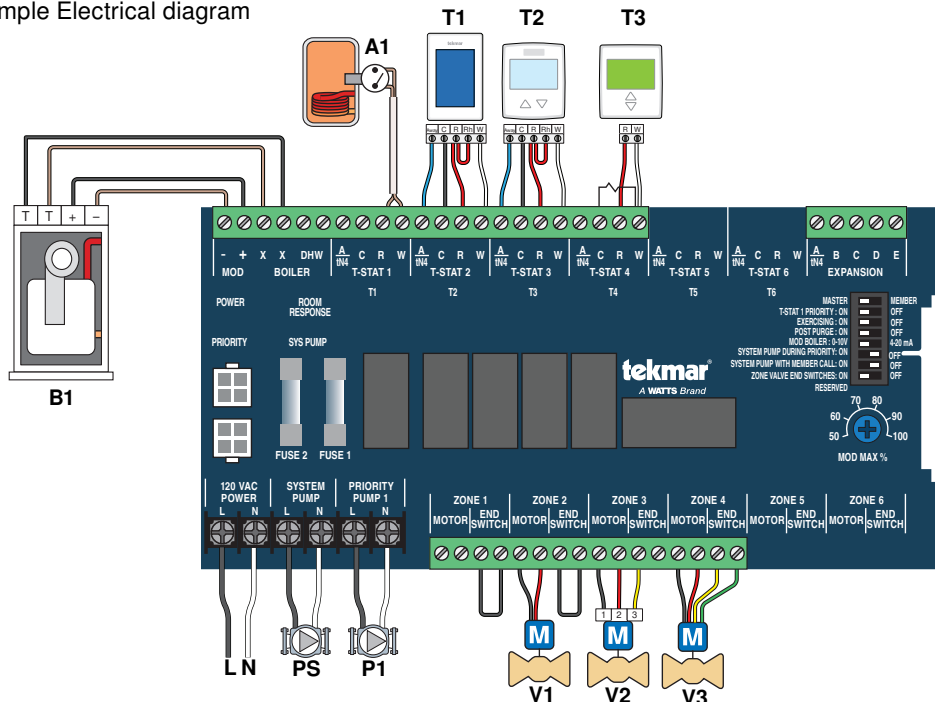 mple Electrical diagram
T1 T2 T3
A1
tekmar
Away C R Rh W
Away C R Rh W
R W
T T + –
B1
- + X X DHW A/tN4 C R W A/tN4 C R W A/tN4 C R W A/tN4 C R W A/tN4 C R W A/tN4 C R W A/tN4 B C D E
MOD BOILER T-STAT 1 T-STAT 2 T-STAT 3 T-STAT 4 T-STAT 5 T-STAT 6 EXPANSION
T1 T2 T3 T4 T5 T6
POWER
ROOM
RESPONSE
PRIORITY
SYS PUMP
FUSE 2 FUSE 1
tekmar®
A WATTS Brand
MASTER MEMBER
T-STAT 1 PRIORITY : ON OFF
EXERCISING : ON OFF
POST PURGE : ON OFF
MOD BOILER : 0-10V 4-20 mA
SYSTEM PUMP DURING PRIORITY: ON OFF
SYSTEM PUMP WITH MEMBER CALL: ON OFF
ZONE VALVE END SWITCHES: ON OFF
RESERVED
70 80
60 90
50 100
MOD MAX %
120 VAC
POWER
SYSTEM
PUMP
PRIORITY
PUMP 1
L N L N L N
ZONE 1 ZONE 2 ZONE 3 ZONE 4 ZONE 5 ZONE 6
MOTOR END SWITCH MOTOR END SWITCH MOTOR END SWITCH MOTOR END SWITCH MOTOR END SWITCH MOTOR END SWITCH
1 2 3
M M M
L N PS P1
V1 V2 V3